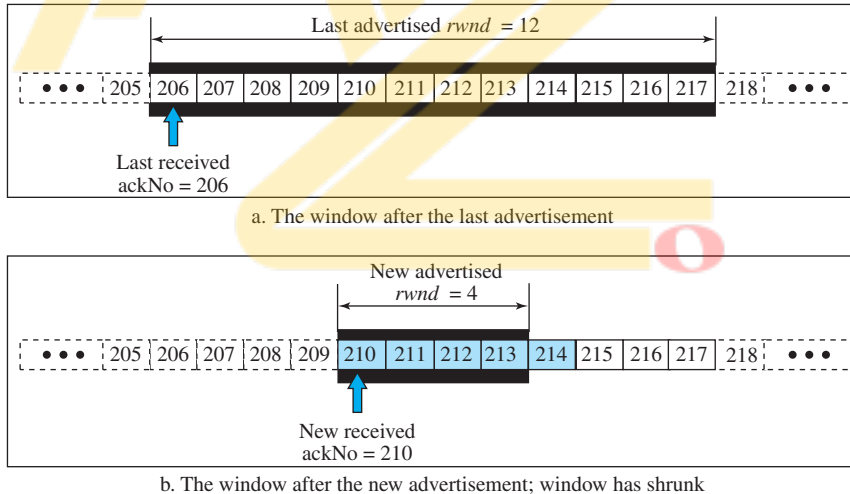 Last advertised rwnd = 12
• • • 205 206 207 208 209 210 211 212 213 214 215 216 217 218 • • •
Last received
ackNo = 206
a. The window after the last advertisement
New advertised
rwnd = 4
• • • 205 206 207 208 209 210 211 212 213 214 215 216 217 218 • • •
New received
ackNo = 210
b. The window after the new advertisement; window has shrunk